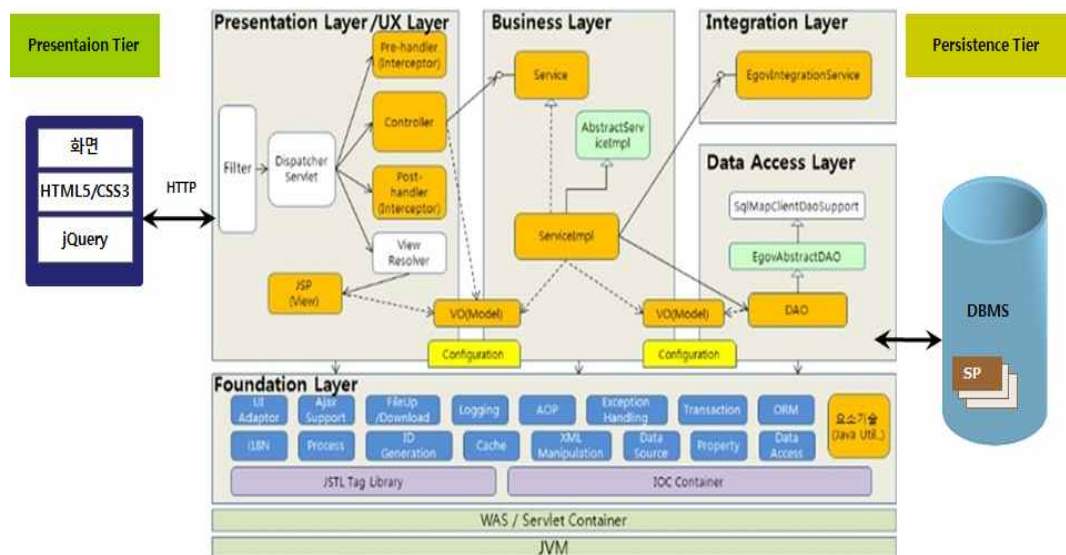 Presentaion Tier
화면
HTML5/CSS3
jQuery
HTTP
Presentation Layer /UX Layer
Filter
Dispatcher
Servlet
Pre-handler
(Interceptor)
Controller
Post-
handler
(Interceptor)
View
Resolver
JSP
(View)
VO(Model)
Configuration
Business Layer
Service
AbstractServ
iceImpl
ServiceImpl
VO(Model)
Configuration
Integration Layer
EgovIntegrationService
Data Access Layer
SqlMapClientDaoSupport
EgovAbstractDAO
DAO
Persistence Tier
DBMS
SP
Foundation Layer
UI
Adaptor
Ajax
Support
FileUp
/Download
Logging
AOP
Exception
Handling
Transaction
ORM
요소기술
(Java Util..)
i18N
Process
ID
Generation
Cache
XML
Manipulation
Data
Source
Property
Data
Access
JSTL Tag Library
IOC Container
WAS / Servlet Container
JVM